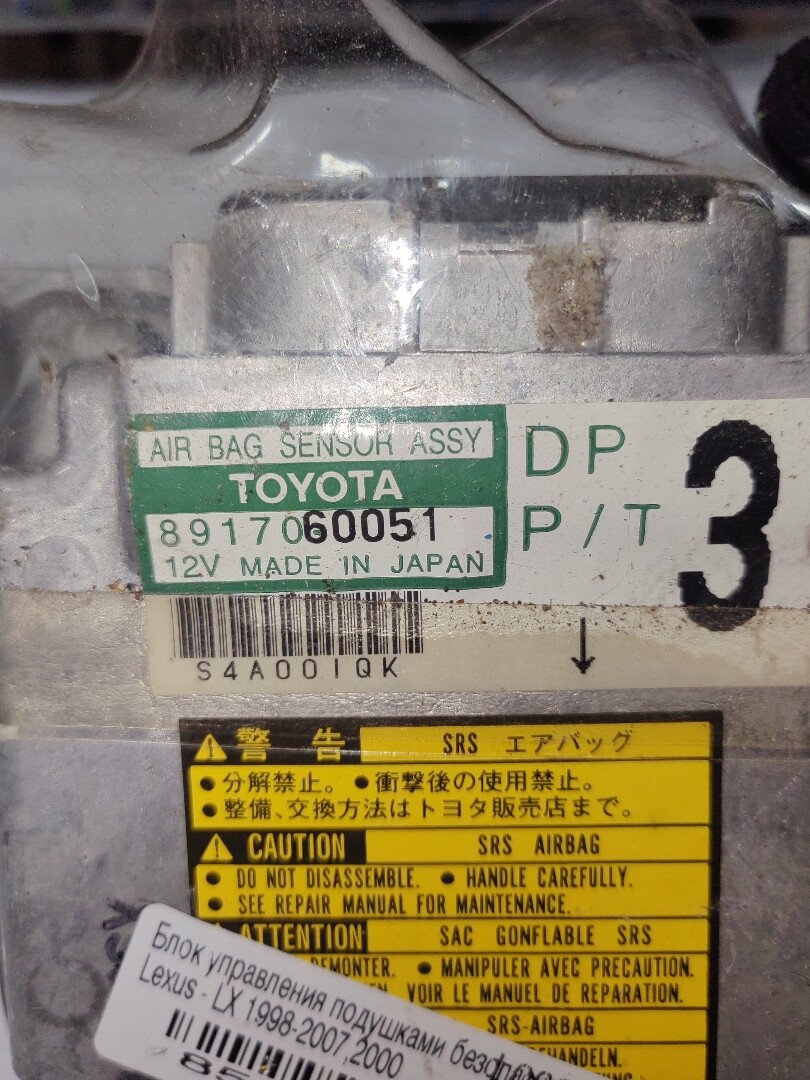 AIR BAG SENSOR ASSY
TOYOTA
8917060051
12V MADE IN JAPAN
DP
P/T
3
S4A001QK
↓
警告 SRS エアバッグ
● 分解禁止。 ● 衝撃後の使用禁止。
● 整備、交換方法はトヨタ販売店まで。
CAUTION SRS AIRBAG
● DO NOT DISASSEMBLE. ● HANDLE CAREFULLY.
● SEE REPAIR MANUAL FOR MAINTENANCE.
ATTENTION SAC GONFLABLE SRS
DEMONTER. ● MANIPULER AVEC PRECAUTION.
VOIR LE MANUEL DE REPARATION.
SRS-AIRBAG
Блок управления подушками
Lexus - LX 1998-2007,2000